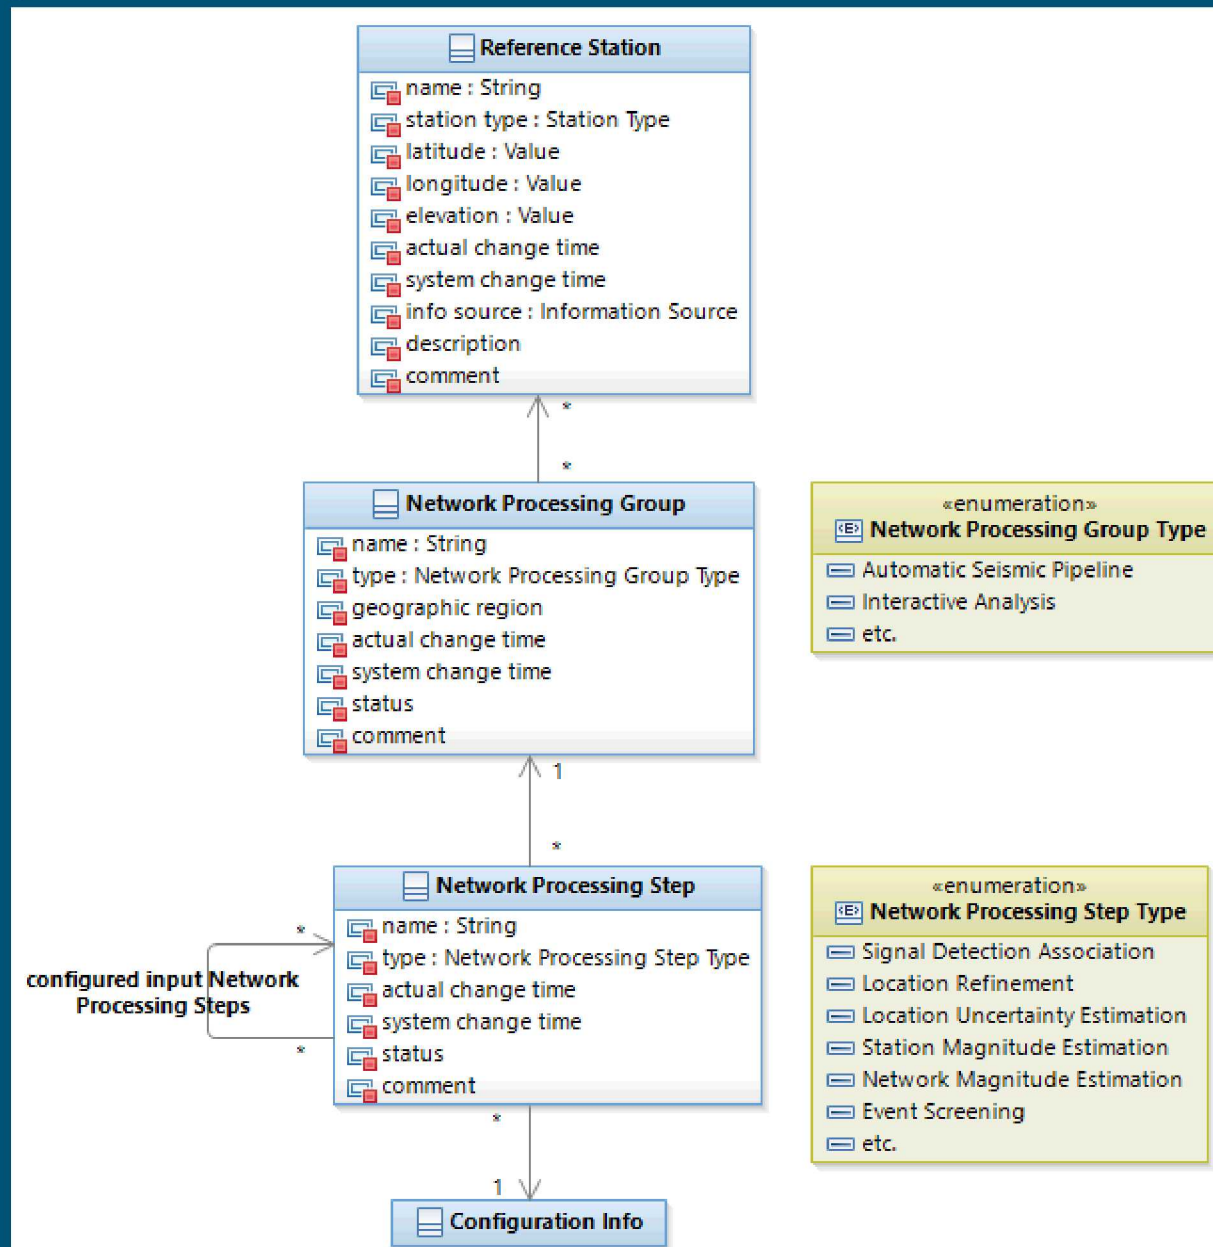 Reference Station
name : String
station type : Station Type
latitude : Value
longitude : Value
elevation : Value
actual change time
system change time
info source : Information Source
description
comment
*
*
Network Processing Group
name : String
type : Network Processing Group Type
geographic region
actual change time
system change time
status
comment
«enumeration»
<E> Network Processing Group Type
Automatic Seismic Pipeline
Interactive Analysis
etc.
1
*
Network Processing Step
name : String
type : Network Processing Step Type
actual change time
system change time
status
comment
*
configured input Network
Processing Steps
*
«enumeration»
<E> Network Processing Step Type
Signal Detection Association
Location Refinement
Location Uncertainty Estimation
Station Magnitude Estimation
Network Magnitude Estimation
Event Screening
etc.
*
1
Configuration Info